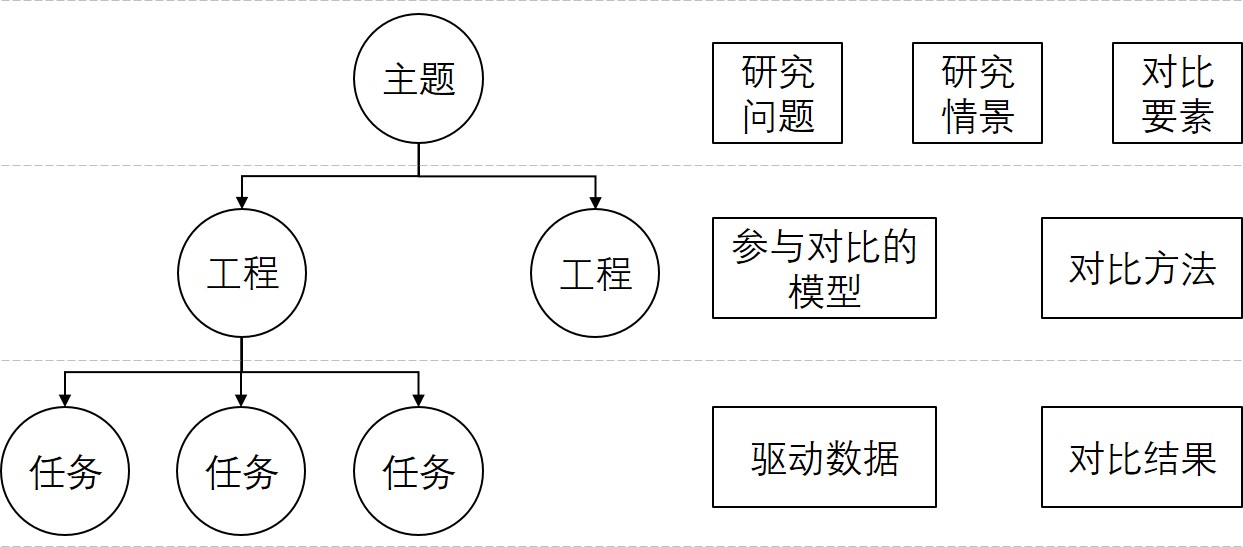 主题
研究
问题
研究
情景
对比
要素
工程
工程
参与对比的
模型
对比方法
任务
任务
任务
驱动数据
对比结果